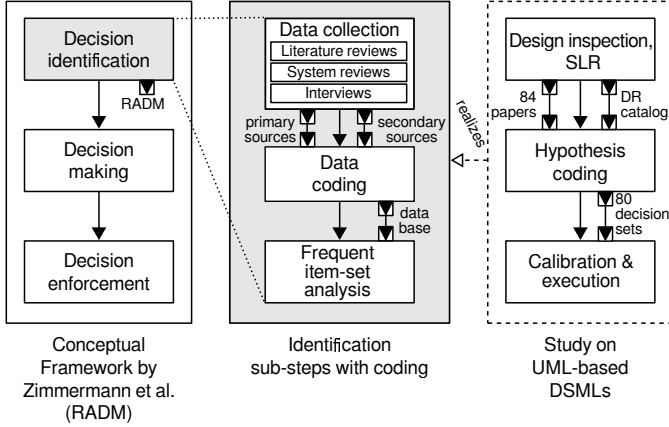 Decision
identification
RADM
Decision
making
Decision
enforcement
Conceptual
Framework by
Zimmermann et al.
(RADM)
Data collection
Literature reviews
System reviews
Interviews
primary
sources
secondary
sources
Data
coding
data
base
Frequent
item-set
analysis
Identification
sub-steps with coding
realizes
Design inspection,
SLR
84
papers
DR
catalog
Hypothesis
coding
80
decision
sets
Calibration &
execution
Study on
UML-based
DSMLs